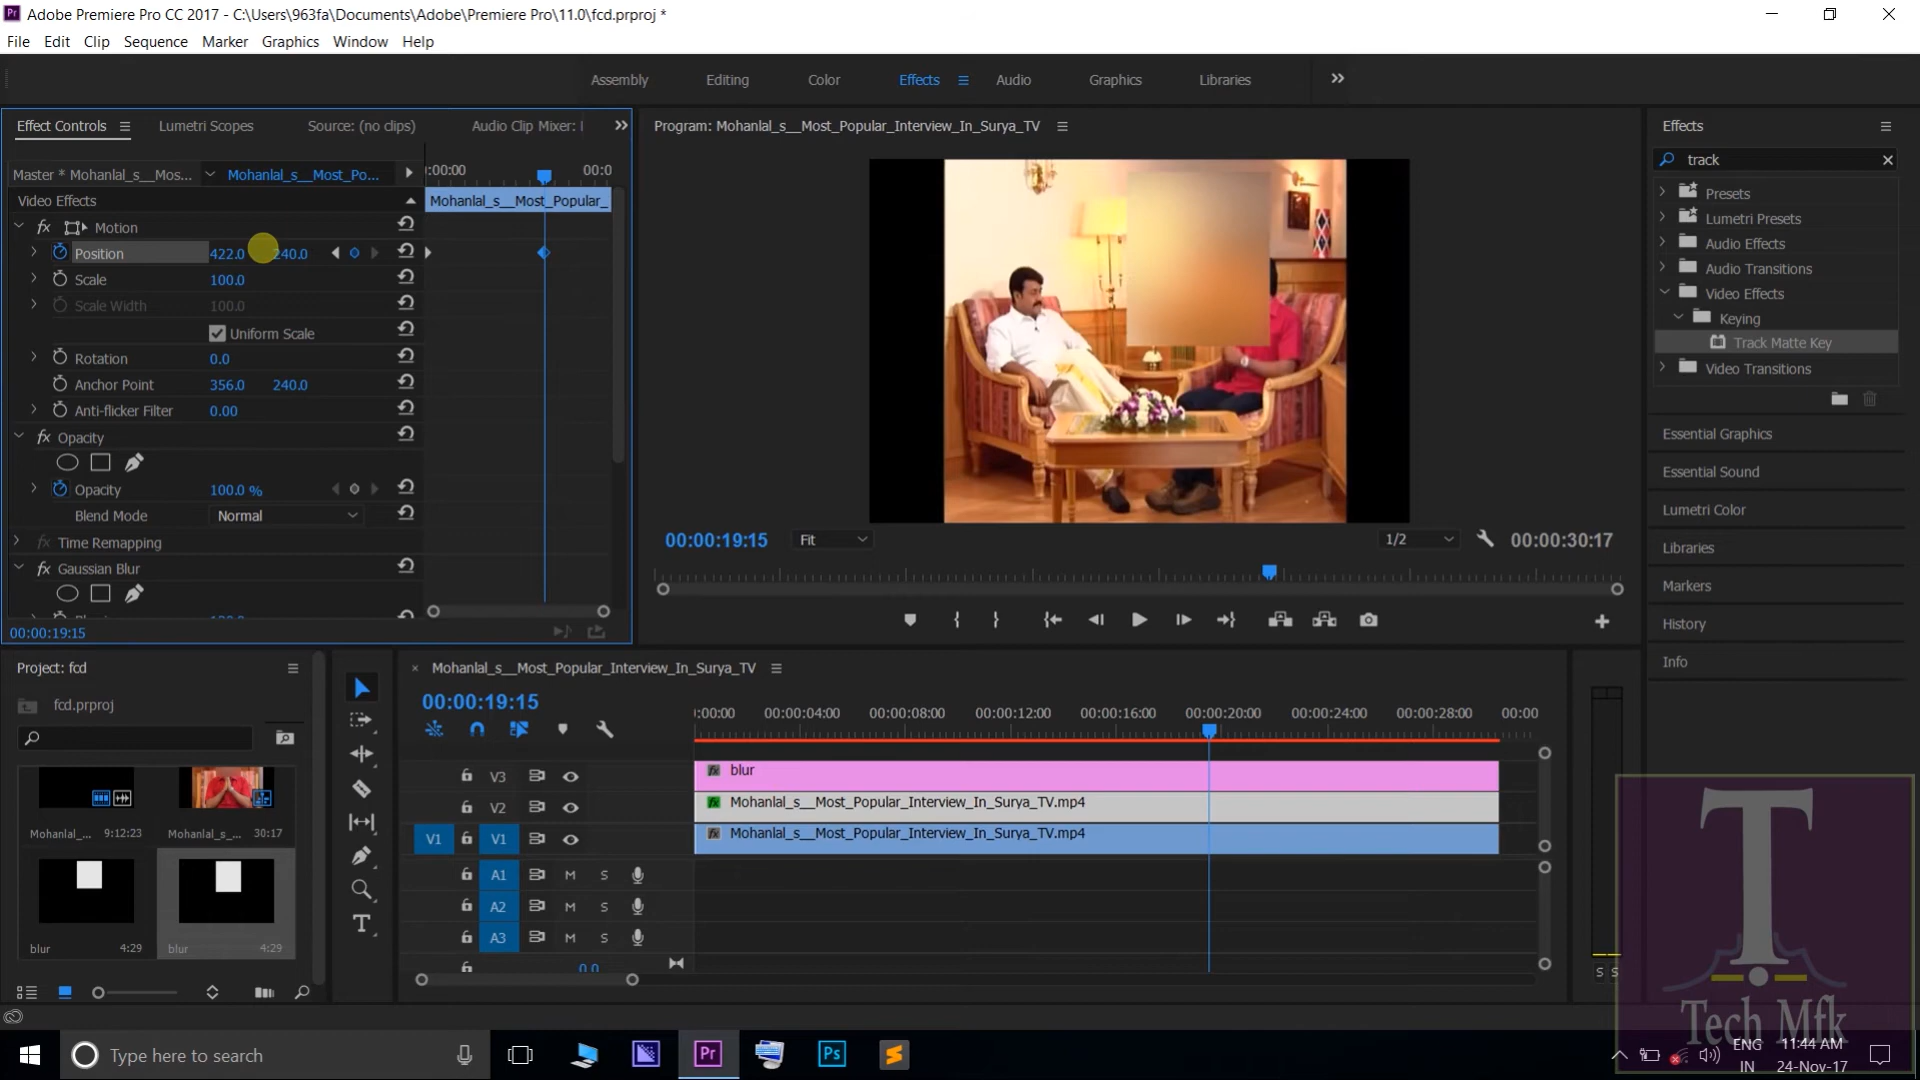 Adobe Premiere Pro CC 2017 - C:\Users\963fa\Documents\Adobe\Premiere Pro\11.0\fcd.prproj *
File Edit Clip Sequence Marker Graphics Window Help
Assembly Editing Color Effects Audio Graphics Libraries
Effect Controls Lumetri Scopes Source: (no clips) Audio Clip Mixer:
Program: Mohanlal_s__Most_Popular_Interview_In_Surya_TV
Effects
track
Master * Mohanlal_s__Mos... Mohanlal_s__Most_Po...
:00:00 00:0
Video Effects
Mohanlal_s__Most_Popular_
fx Motion
Position 422.0 240.0
Scale 100.0
Scale Width 100.0
Uniform Scale
Rotation 0.0
Anchor Point 356.0 240.0
Anti-flicker Filter 0.00
fx Opacity
Opacity 100.0 %
Blend Mode Normal
fx Time Remapping
fx Gaussian Blur
00:00:19:15
00:00:19:15 Fit 1/2 00:00:30:17
Presets
Lumetri Presets
Audio Effects
Audio Transitions
Video Effects
Keying
Track Matte Key
Video Transitions
Essential Graphics
Essential Sound
Lumetri Color
Libraries
Markers
History
Info
Project: fcd
fcd.prproj
Mohanlal_... 9:12:23
Mohanlal_s_... 30:17
blur 4:29
blur 4:29
Mohanlal_s__Most_Popular_Interview_In_Surya_TV
00:00:19:15
:00:00 00:00:04:00 00:00:08:00 00:00:12:00 00:00:16:00 00:00:20:00 00:00:24:00 00:00:28:00 00:00
V3 fx blur
V2 fx Mohanlal_s__Most_Popular_Interview_In_Surya_TV.mp4
V1 V1 fx Mohanlal_s__Most_Popular_Interview_In_Surya_TV.mp4
A1 M S
A2 M S
A3 M S
0.0
S S
T
Tech Mfk
Type here to search
Pr
Ps
ENG
IN
11:44 AM
24-Nov-17